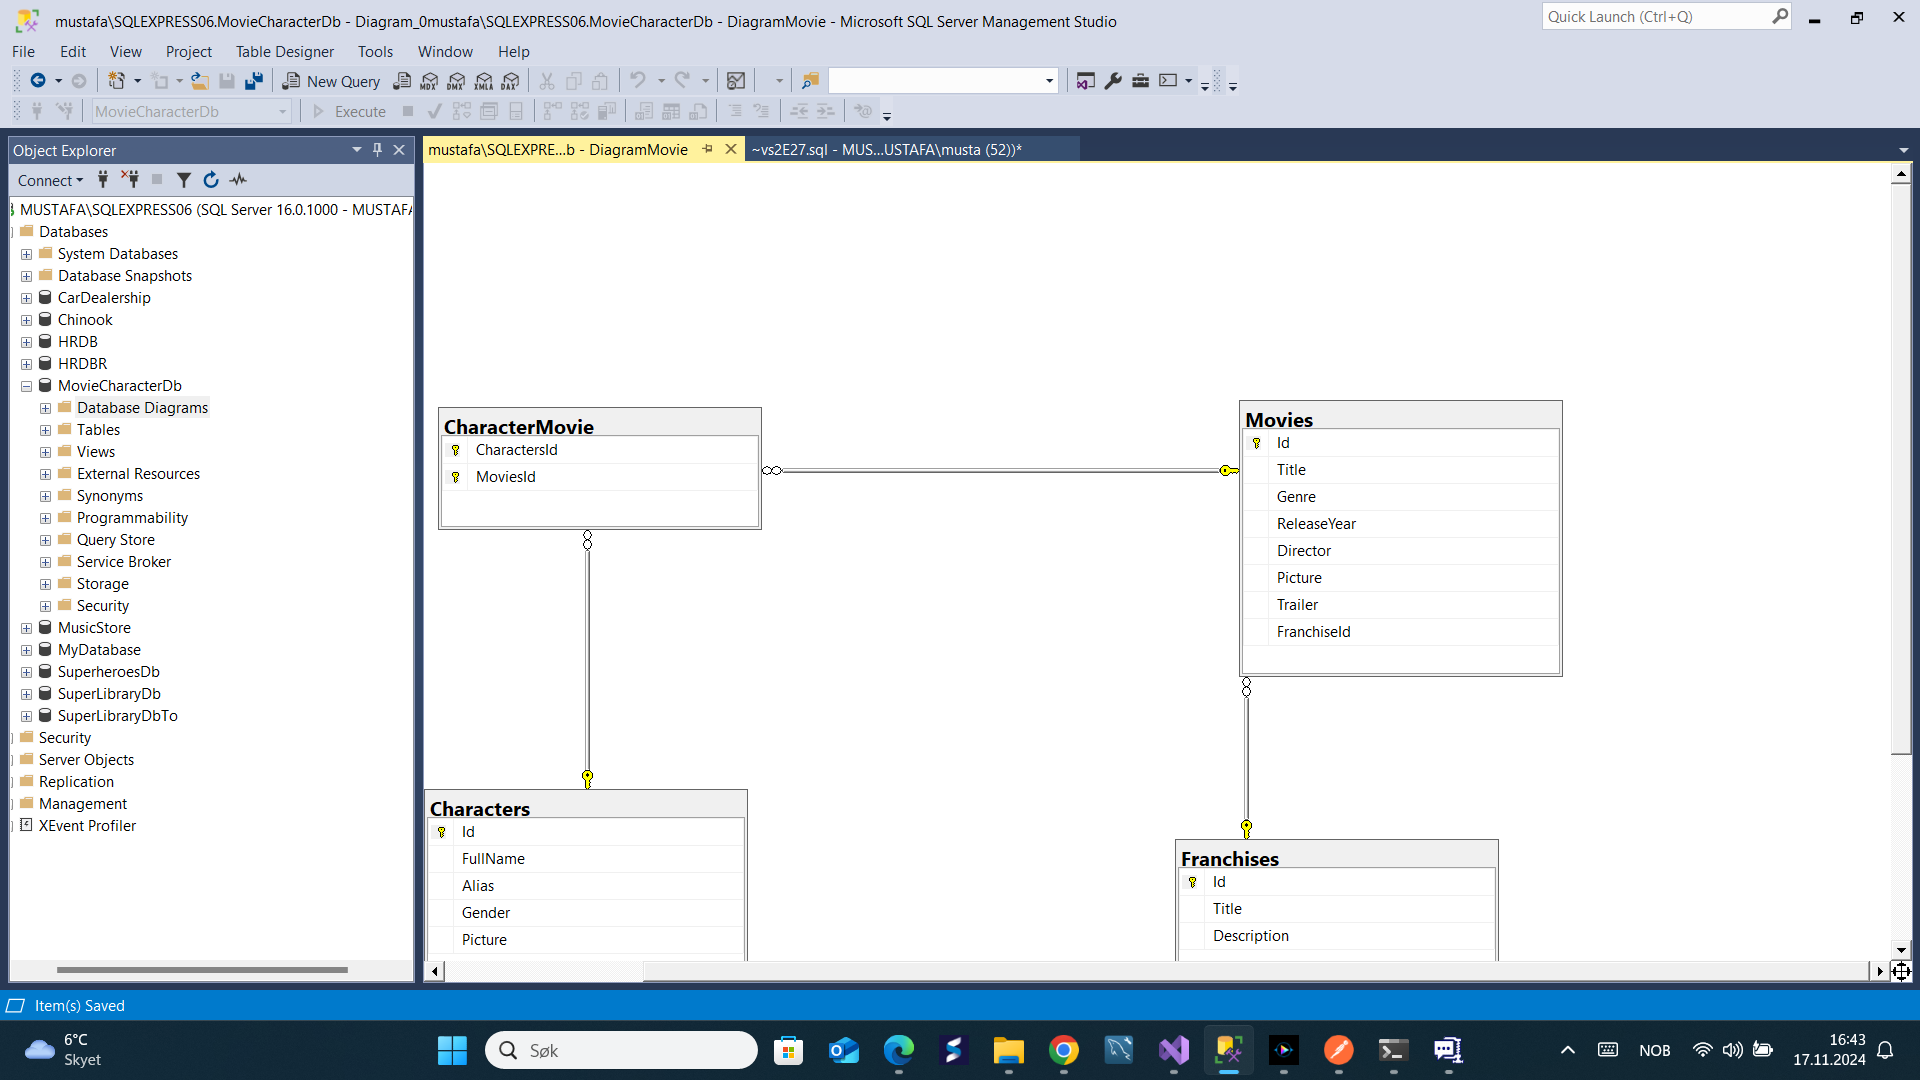 mustafa\SQLEXPRESS06.MovieCharacterDb - Diagram_0mustafa\SQLEXPRESS06.MovieCharacterDb - DiagramMovie - Microsoft SQL Server Management Studio
Quick Launch (Ctrl+Q)
File Edit View Project Table Designer Tools Window Help
New Query MDX DMX XMLA DAX
MovieCharacterDb Execute
Object Explorer
mustafa\SQLEXPRE...b - DiagramMovie
~vs2E27.sql - MUS...USTAFA\musta (52))*
Connect
MUSTAFA\SQLEXPRESS06 (SQL Server 16.0.1000 - MUSTAFA
Databases
System Databases
Database Snapshots
CarDealership
Chinook
HRDB
HRDBR
MovieCharacterDb
Database Diagrams
Tables
Views
External Resources
Synonyms
Programmability
Query Store
Service Broker
Storage
Security
MusicStore
MyDatabase
SuperheroesDb
SuperLibraryDb
SuperLibraryDbTo
Security
Server Objects
Replication
Management
XEvent Profiler
CharacterMovie
CharactersId
MoviesId
Movies
Id
Title
Genre
ReleaseYear
Director
Picture
Trailer
FranchiseId
Characters
Id
FullName
Alias
Gender
Picture
Franchises
Id
Title
Description
Item(s) Saved
6°C
Skyet
Søk
NOB
16:43
17.11.2024